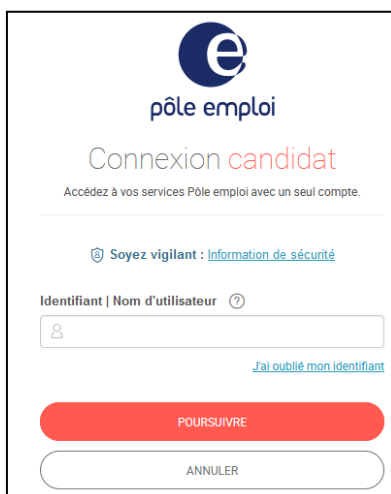 pôle emploi
Connexion candidat
Accédez à vos services Pôle emploi avec un seul compte.
Soyez vigilant : Information de sécurité
Identifiant | Nom d'utilisateur ?
J'ai oublié mon identifiant
POURSUIVRE
ANNULER